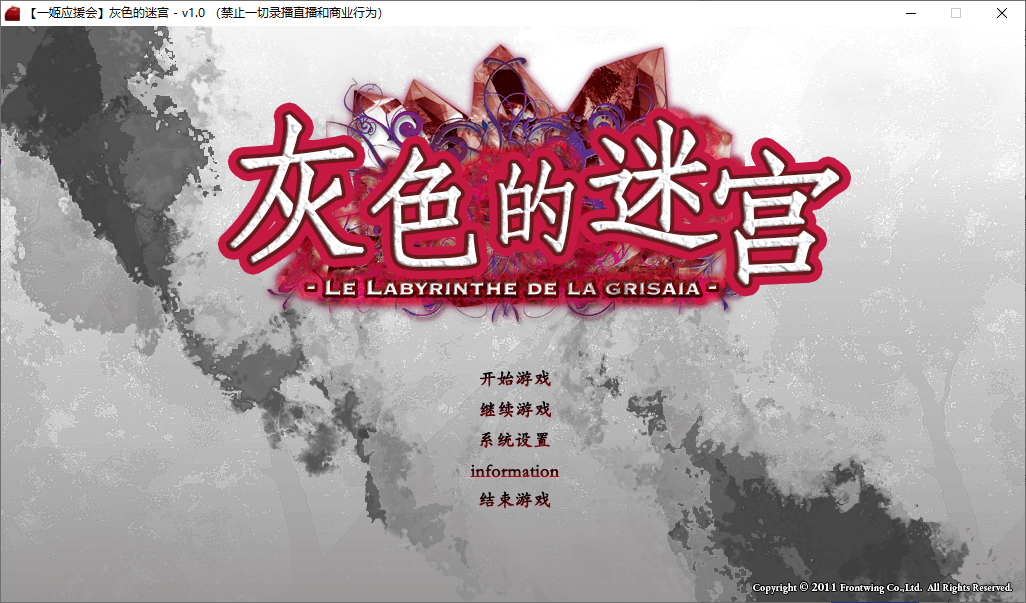 【一姬应援会】灰色的迷宫 - v1.0 （禁止一切录播直播和商业行为）
灰色的迷宫
- LE LABYRINTHE DE LA GRISAIA -
开始游戏
继续游戏
系统设置
information
结束游戏
Copyright © 2011 Frontwing Co.,Ltd. All Rights Reserved.